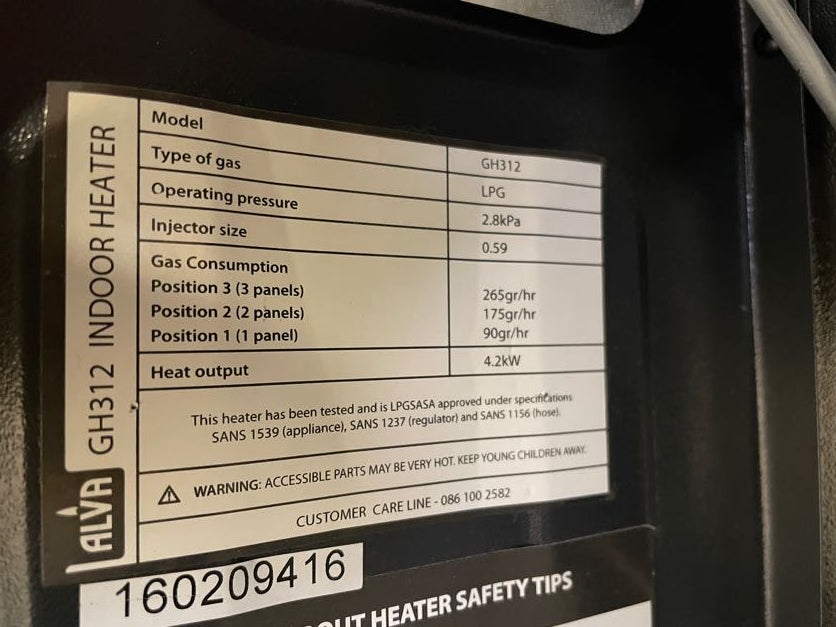 ALVA GH312 INDOOR HEATER
Model GH312
Type of gas LPG
Operating pressure 2.8kPa
Injector size 0.59
Gas Consumption
Position 3 (3 panels) 265gr/hr
Position 2 (2 panels) 175gr/hr
Position 1 (1 panel) 90gr/hr
Heat output 4.2kW
This heater has been tested and is LPGSASA approved under specifications
SANS 1539 (appliance), SANS 1237 (regulator) and SANS 1156 (hose).
WARNING: ACCESSIBLE PARTS MAY BE VERY HOT. KEEP YOUNG CHILDREN AWAY.
CUSTOMER CARE LINE - 086 100 2582
160209416
HEATER SAFETY TIPS